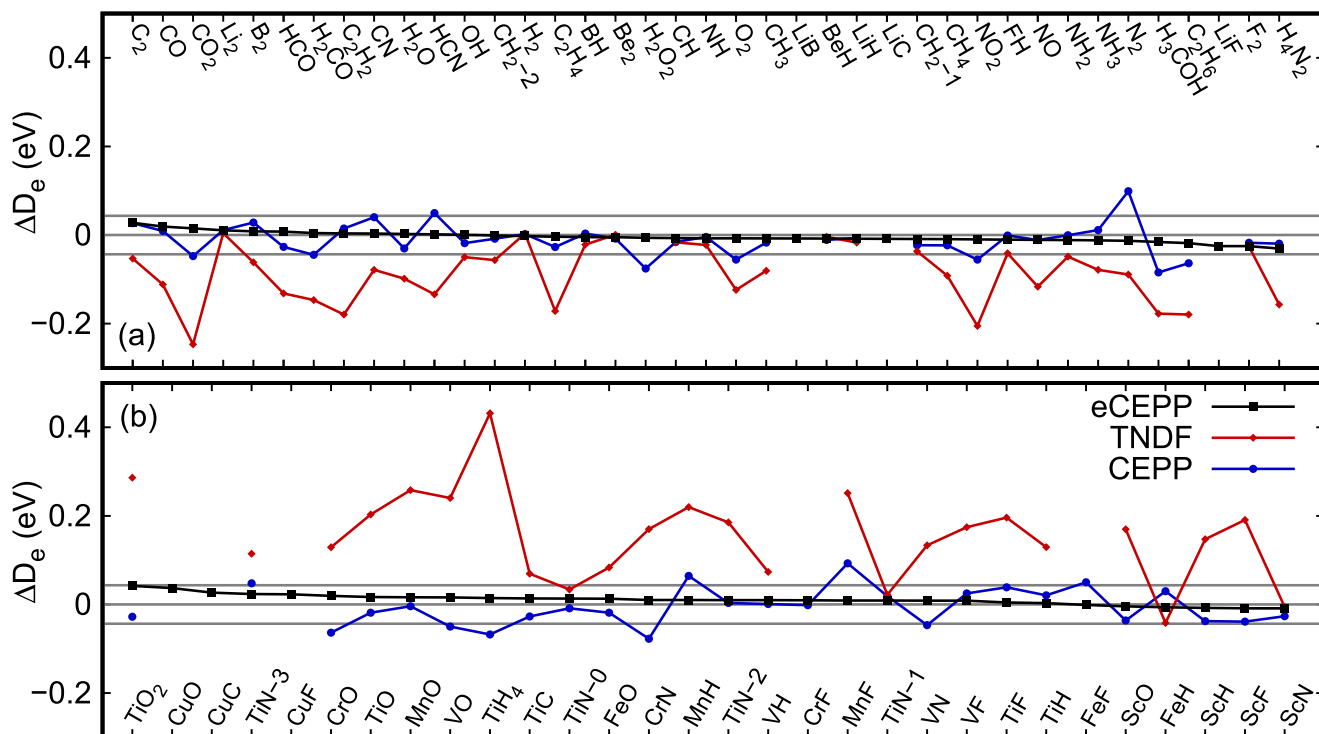 C2 CO CO2 Li2 B2 HCO H2CO C2H2 CN H2O HCN OH CH2−2 H2 C2H4 BH Be2 H2O2 CH NH O2 CH3 LiB BeH LiH LiC CH2−1 CH4 NO2 FH NO NH2 NH3 N2 H3COH C2H6 LiF F2 H4N2
0.4
0.2
0
−0.2
ΔDe (eV)
(a)
(b)
eCEPP
TNDF
CEPP
0.4
0.2
0
−0.2
ΔDe (eV)
TiO2 CuO CuC TiN−3 CuF CrO TiO MnO VO TiH4 TiC TiN−0 FeO CrN MnH TiN−2 VH CrF MnF TiN−1 VN VF TiF TiH FeF ScO FeH ScH ScF ScN